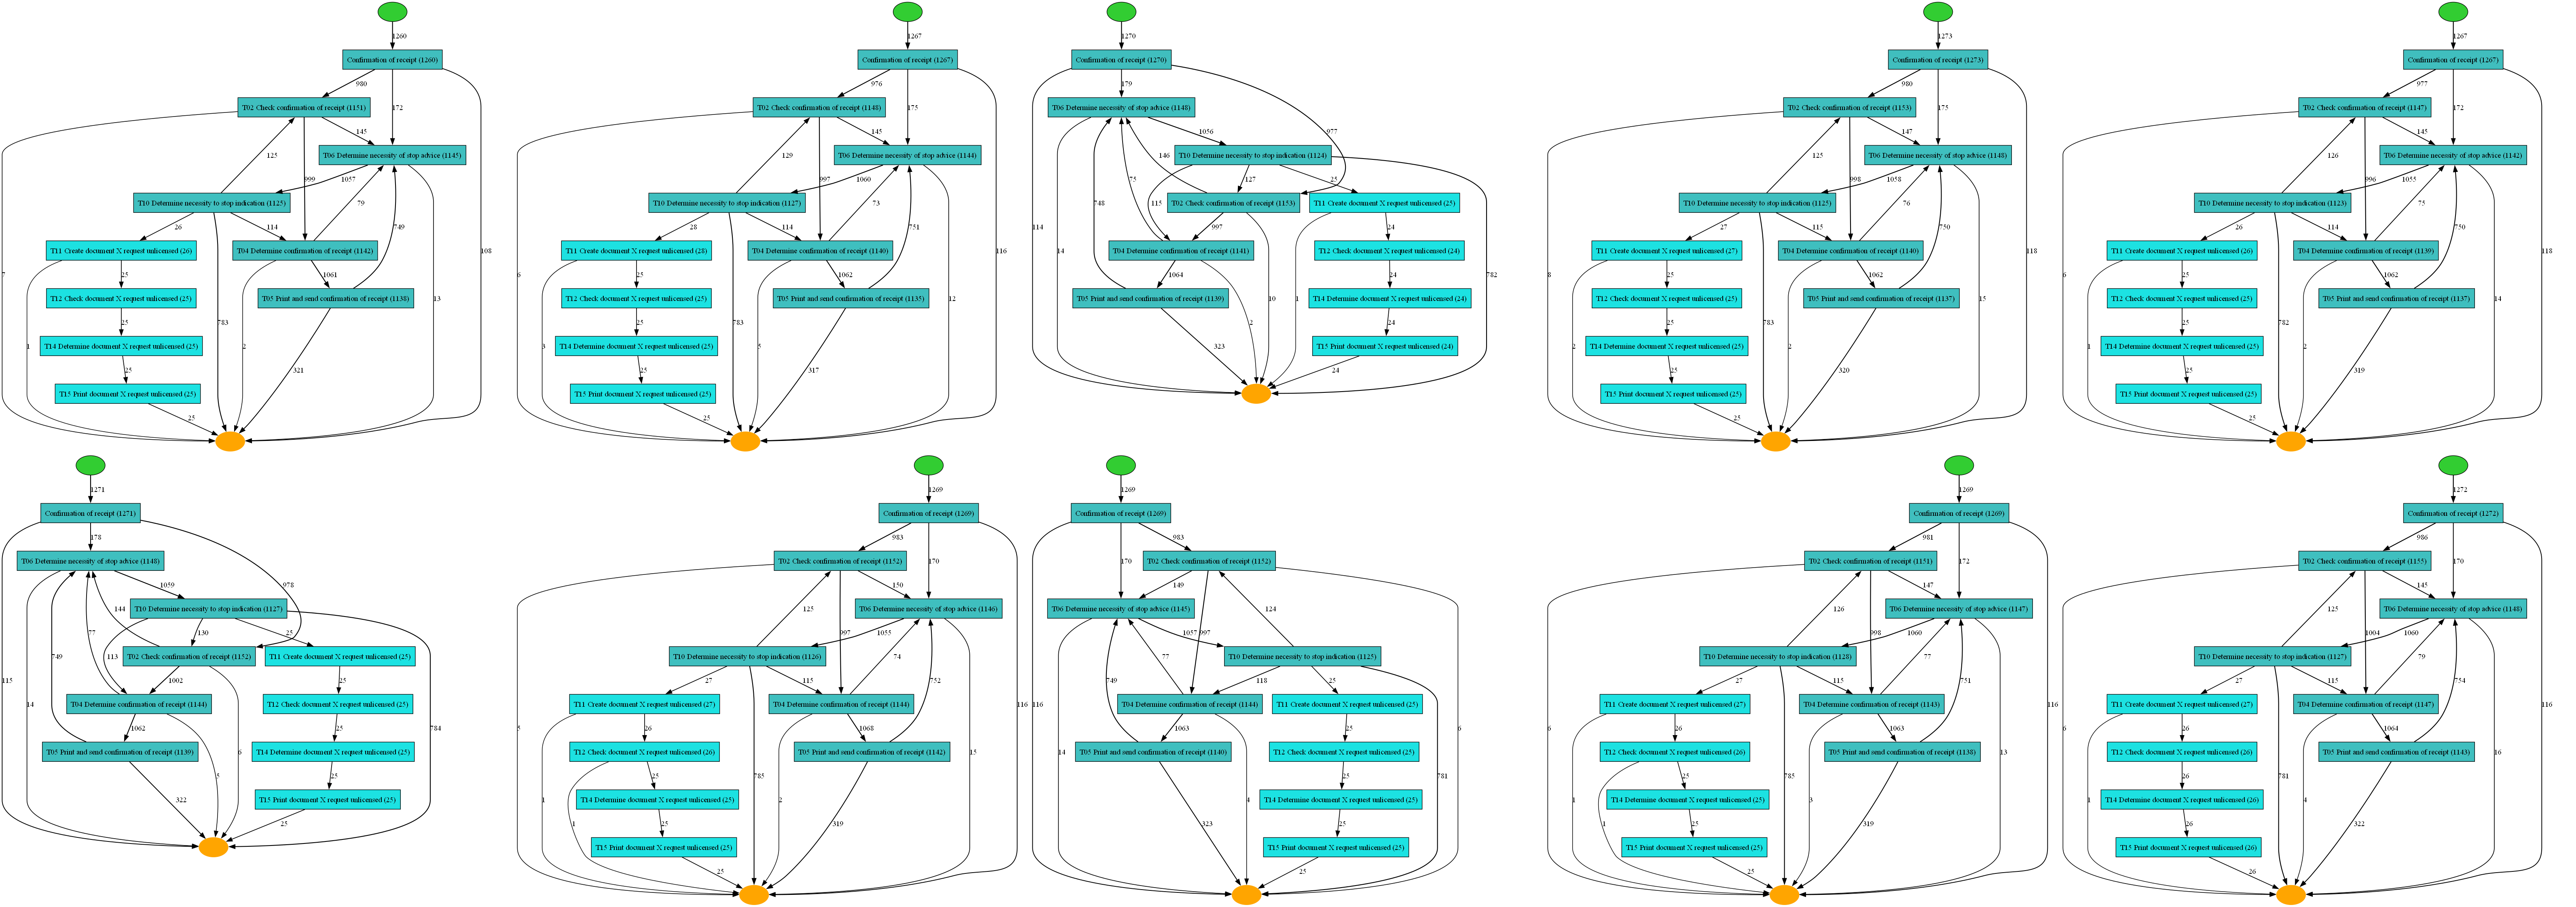 1260
Confirmation of receipt (1260)
980
T02 Check confirmation of receipt (1151)
172
145
T06 Determine necessity of stop advice (1145)
125
999
1057
T10 Determine necessity to stop indication (1125)
79
749
26
114
T11 Create document X request unlicensed (26)
T04 Determine confirmation of receipt (1142)
7
108
25
1061
T12 Check document X request unlicensed (25)
T05 Print and send confirmation of receipt (1138)
13
25
783
T14 Determine document X request unlicensed (25)
1
2
25
321
T15 Print document X request unlicensed (25)
25
1267
Confirmation of receipt (1267)
976
T02 Check confirmation of receipt (1148)
175
145
T06 Determine necessity of stop advice (1144)
129
997
1060
T10 Determine necessity to stop indication (1127)
73
751
28
114
T11 Create document X request unlicensed (28)
T04 Determine confirmation of receipt (1140)
6
116
25
1062
T12 Check document X request unlicensed (25)
T05 Print and send confirmation of receipt (1135)
12
25
783
T14 Determine document X request unlicensed (25)
3
5
25
317
T15 Print document X request unlicensed (25)
25
1270
Confirmation of receipt (1270)
179
T06 Determine necessity of stop advice (1148)
1056
977
T10 Determine necessity to stop indication (1124)
146
75
127
25
748
115
T02 Check confirmation of receipt (1153)
T11 Create document X request unlicensed (25)
114
14
997
24
T04 Determine confirmation of receipt (1141)
T12 Check document X request unlicensed (24)
1064
24
782
T05 Print and send confirmation of receipt (1139)
10
1
T14 Determine document X request unlicensed (24)
2
24
323
T15 Print document X request unlicensed (24)
24
1273
Confirmation of receipt (1273)
980
T02 Check confirmation of receipt (1153)
175
147
T06 Determine necessity of stop advice (1148)
125
998
1058
T10 Determine necessity to stop indication (1125)
76
750
27
115
T11 Create document X request unlicensed (27)
T04 Determine confirmation of receipt (1140)
8
118
25
1062
T12 Check document X request unlicensed (25)
T05 Print and send confirmation of receipt (1137)
15
25
783
T14 Determine document X request unlicensed (25)
2
2
25
320
T15 Print document X request unlicensed (25)
25
1267
Confirmation of receipt (1267)
977
T02 Check confirmation of receipt (1147)
172
145
T06 Determine necessity of stop advice (1142)
126
996
1055
T10 Determine necessity to stop indication (1123)
75
750
26
114
T11 Create document X request unlicensed (26)
T04 Determine confirmation of receipt (1139)
6
118
25
1062
T12 Check document X request unlicensed (25)
T05 Print and send confirmation of receipt (1137)
14
25
782
T14 Determine document X request unlicensed (25)
1
2
25
319
T15 Print document X request unlicensed (25)
25
1271
Confirmation of receipt (1271)
178
T06 Determine necessity of stop advice (1148)
1059
978
T10 Determine necessity to stop indication (1127)
144
77
130
25
749
113
T02 Check confirmation of receipt (1152)
T11 Create document X request unlicensed (25)
115
14
1002
25
T04 Determine confirmation of receipt (1144)
T12 Check document X request unlicensed (25)
1062
25
784
T05 Print and send confirmation of receipt (1139)
6
T14 Determine document X request unlicensed (25)
5
25
322
T15 Print document X request unlicensed (25)
25
1269
Confirmation of receipt (1269)
983
T02 Check confirmation of receipt (1152)
170
150
T06 Determine necessity of stop advice (1146)
125
997
1055
T10 Determine necessity to stop indication (1126)
74
752
27
115
T11 Create document X request unlicensed (27)
T04 Determine confirmation of receipt (1144)
5
116
26
1068
T12 Check document X request unlicensed (26)
T05 Print and send confirmation of receipt (1142)
15
25
785
T14 Determine document X request unlicensed (25)
1
2
1
25
319
T15 Print document X request unlicensed (25)
25
1269
Confirmation of receipt (1269)
983
170
T02 Check confirmation of receipt (1152)
149
T06 Determine necessity of stop advice (1145)
124
997
1057
T10 Determine necessity to stop indication (1125)
77
749
118
25
T04 Determine confirmation of receipt (1144)
T11 Create document X request unlicensed (25)
116
6
1063
25
T05 Print and send confirmation of receipt (1140)
T12 Check document X request unlicensed (25)
14
25
781
T14 Determine document X request unlicensed (25)
4
25
323
T15 Print document X request unlicensed (25)
25
1269
Confirmation of receipt (1269)
981
T02 Check confirmation of receipt (1151)
172
147
T06 Determine necessity of stop advice (1147)
126
998
1060
T10 Determine necessity to stop indication (1128)
77
751
27
115
T11 Create document X request unlicensed (27)
T04 Determine confirmation of receipt (1143)
6
116
26
1063
T12 Check document X request unlicensed (26)
T05 Print and send confirmation of receipt (1138)
13
25
785
T14 Determine document X request unlicensed (25)
1
3
1
25
319
T15 Print document X request unlicensed (25)
25
1272
Confirmation of receipt (1272)
986
T02 Check confirmation of receipt (1155)
170
145
T06 Determine necessity of stop advice (1148)
125
1004
1060
T10 Determine necessity to stop indication (1127)
79
754
27
115
T11 Create document X request unlicensed (27)
T04 Determine confirmation of receipt (1147)
6
116
26
1064
T12 Check document X request unlicensed (26)
T05 Print and send confirmation of receipt (1143)
16
26
781
T14 Determine document X request unlicensed (26)
1
4
26
322
T15 Print document X request unlicensed (26)
26